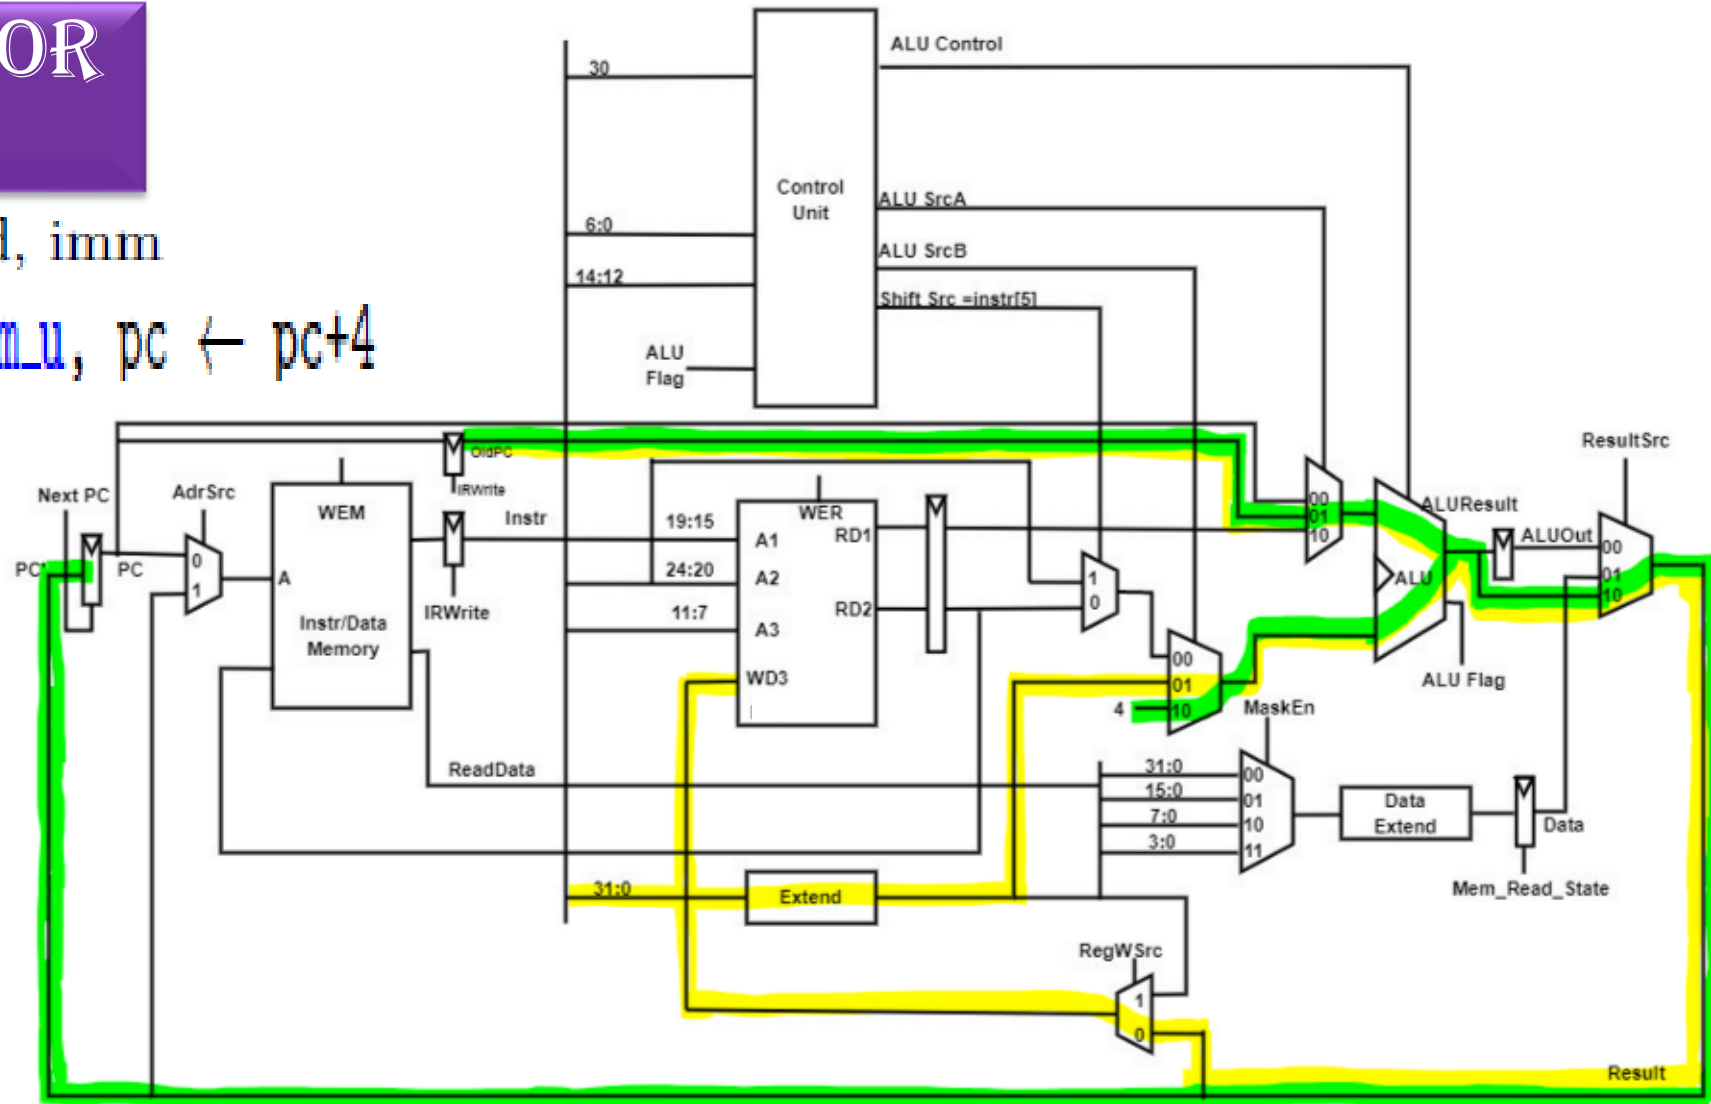 OR
d, imm
m_u, pc ← pc+4
ALU Control
30
Control
Unit
ALU SrcA
6:0
ALU SrcB
14:12
Shift Src =instr[5]
ALU
Flag
OldPC
IRWrite
ResultSrc
Next PC
AdrSrc
WEM
Instr
19:15
WER
RD1
A1
00
01
10
ALUResult
ALUOut
00
01
10
PC'
PC
0
1
A
24:20
A2
1
0
ALU
IRWrite
Instr/Data
Memory
11:7
A3
RD2
WD3
00
01
10
4
ALU Flag
MaskEn
ReadData
31:0
15:0
7:0
3:0
00
01
10
11
Data
Extend
Data
Mem_Read_State
31:0
Extend
RegWSrc
1
0
Result